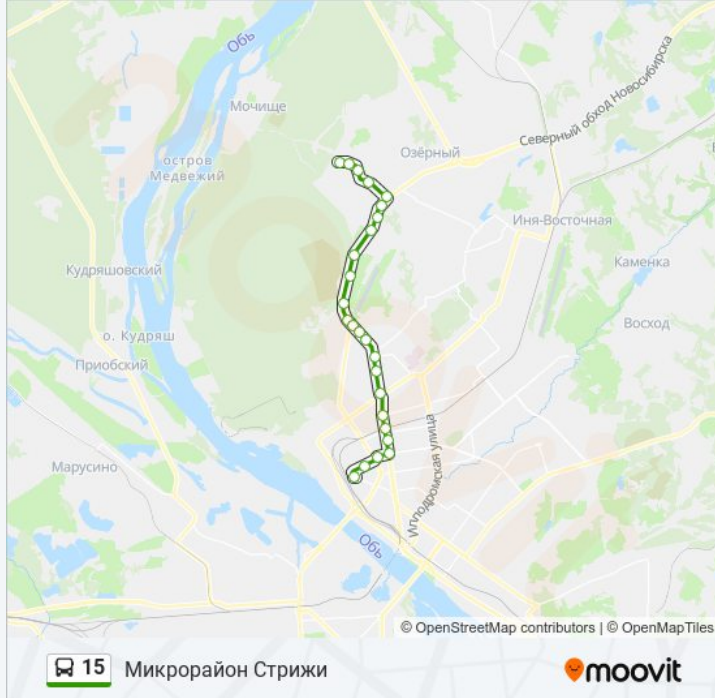 Обь
Мочище
Северный обход Новосибирска
Озёрный
остров
Медвежий
Иня-Восточная
Каменка
Кудряшовский
Восход
о. Кудряш
Приобский
Ипподромская улица
Марусино
Обь
© OpenStreetMap contributors | © OpenMapTiles
15 Микрорайон Стрижи
moovit